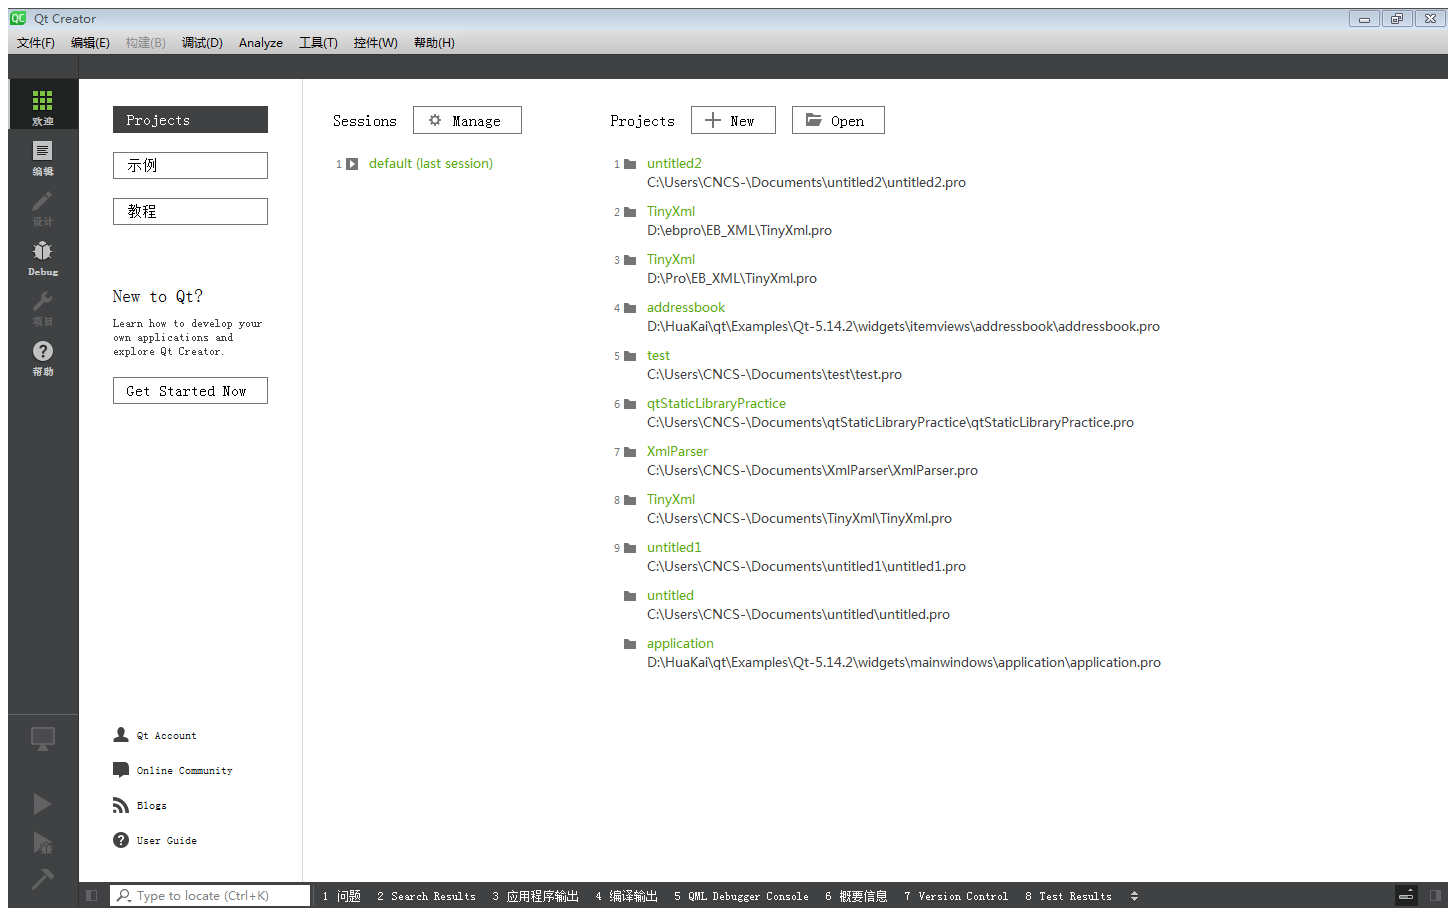 Qt Creator
文件(F) 编辑(E) 构建(B) 调试(D) Analyze 工具(T) 控件(W) 帮助(H)
欢迎
编辑
设计
Debug
项目
帮助
Projects
示例
教程
New to Qt?
Learn how to develop your
own applications and
explore Qt Creator.
Get Started Now
Qt Account
Online Community
Blogs
User Guide
Sessions Manage
1 default (last session)
Projects New Open
1 untitled2
C:\Users\CNCS-\Documents\untitled2\untitled2.pro
2 TinyXml
D:\ebpro\EB_XML\TinyXml.pro
3 TinyXml
D:\Pro\EB_XML\TinyXml.pro
4 addressbook
D:\HuaKai\qt\Examples\Qt-5.14.2\widgets\itemviews\addressbook\addressbook.pro
5 test
C:\Users\CNCS-\Documents\test\test.pro
6 qtStaticLibraryPractice
C:\Users\CNCS-\Documents\qtStaticLibraryPractice\qtStaticLibraryPractice.pro
7 XmlParser
C:\Users\CNCS-\Documents\XmlParser\XmlParser.pro
8 TinyXml
C:\Users\CNCS-\Documents\TinyXml\TinyXml.pro
9 untitled1
C:\Users\CNCS-\Documents\untitled1\untitled1.pro
untitled
C:\Users\CNCS-\Documents\untitled\untitled.pro
application
D:\HuaKai\qt\Examples\Qt-5.14.2\widgets\mainwindows\application\application.pro
Type to locate (Ctrl+K) 1 问题 2 Search Results 3 应用程序输出 4 编译输出 5 QML Debugger Console 6 概要信息 7 Version Control 8 Test Results